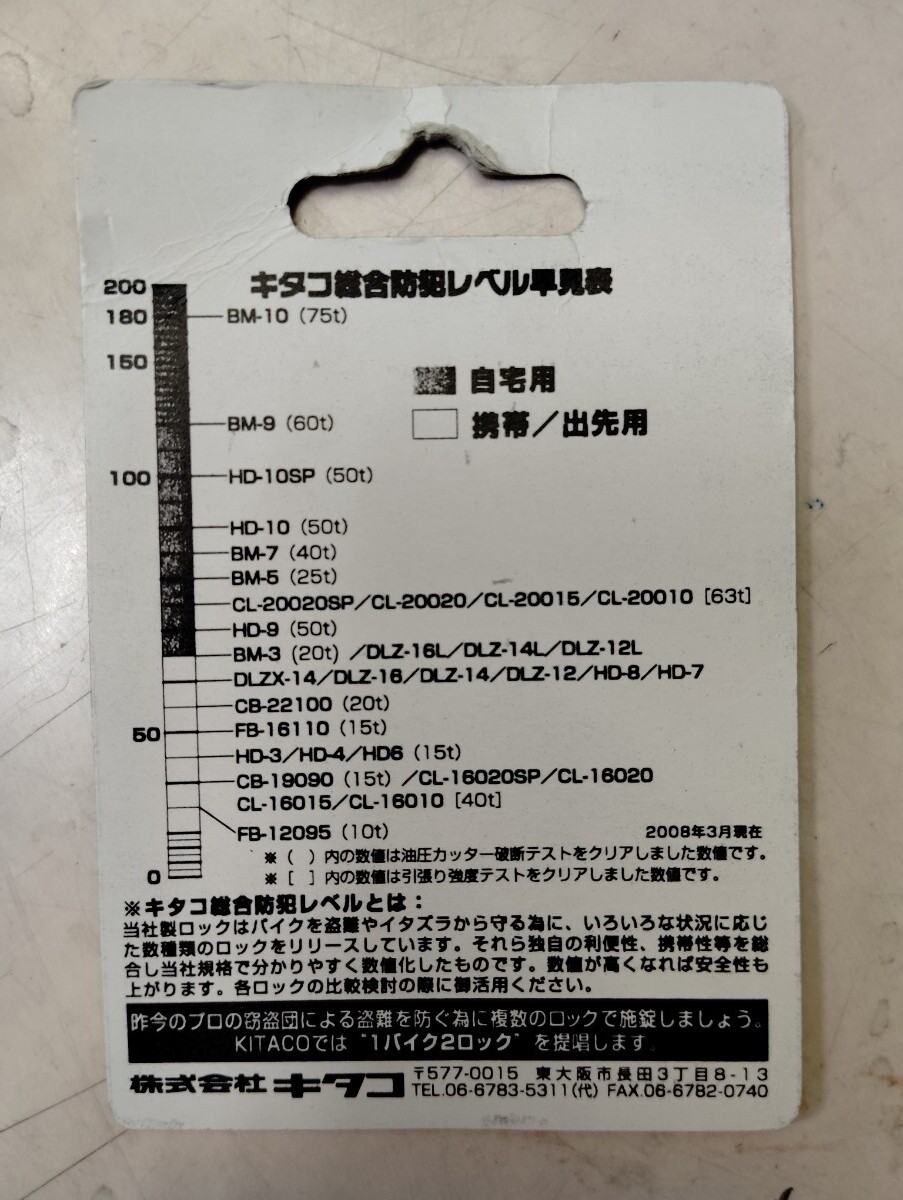 キタコ総合防犯レベル早見表
200
180 BM-10 (75t)
150
自宅用
BM-9 (60t)
携帯/出先用
100 HD-10SP (50t)
HD-10 (50t)
BM-7 (40t)
BM-5 (25t)
CL-20020SP/CL-20020/CL-20015/CL-20010 [63t]
HD-9 (50t)
BM-3 (20t) /DLZ-16L/DLZ-14L/DLZ-12L
DLZX-14/DLZ-16/DLZ-14/DLZ-12/HD-8/HD-7
CB-22100 (20t)
50 FB-16110 (15t)
HD-3/HD-4/HD6 (15t)
CB-19090 (15t) /CL-16020SP/CL-16020
CL-16015/CL-16010 [40t]
FB-12095 (10t) 2008年3月現在
※( )内の数値は油圧カッター破断テストをクリアしました数値です。
0 ※[ ]内の数値は引張り強度テストをクリアしました数値です。
※キタコ総合防犯レベルとは:
当社製ロックはバイクを盗難やイタズラから守る為に、いろいろな状況に応じ
た数種類のロックをリリースしています。それら独自の利便性、携帯性等を総
合し当社規格で分かりやすく数値化したものです。数値が高くなれば安全性も
上がります。各ロックの比較検討の際に御活用ください。
昨今のプロの窃盗団による盗難を防ぐ為に複数のロックで施錠しましょう。
KITACOでは "1バイク2ロック" を提唱します。
株式会社 キタコ 〒577-0015 東大阪市長田3丁目8-13
TEL.06-6783-5311(代) FAX.06-6782-0740